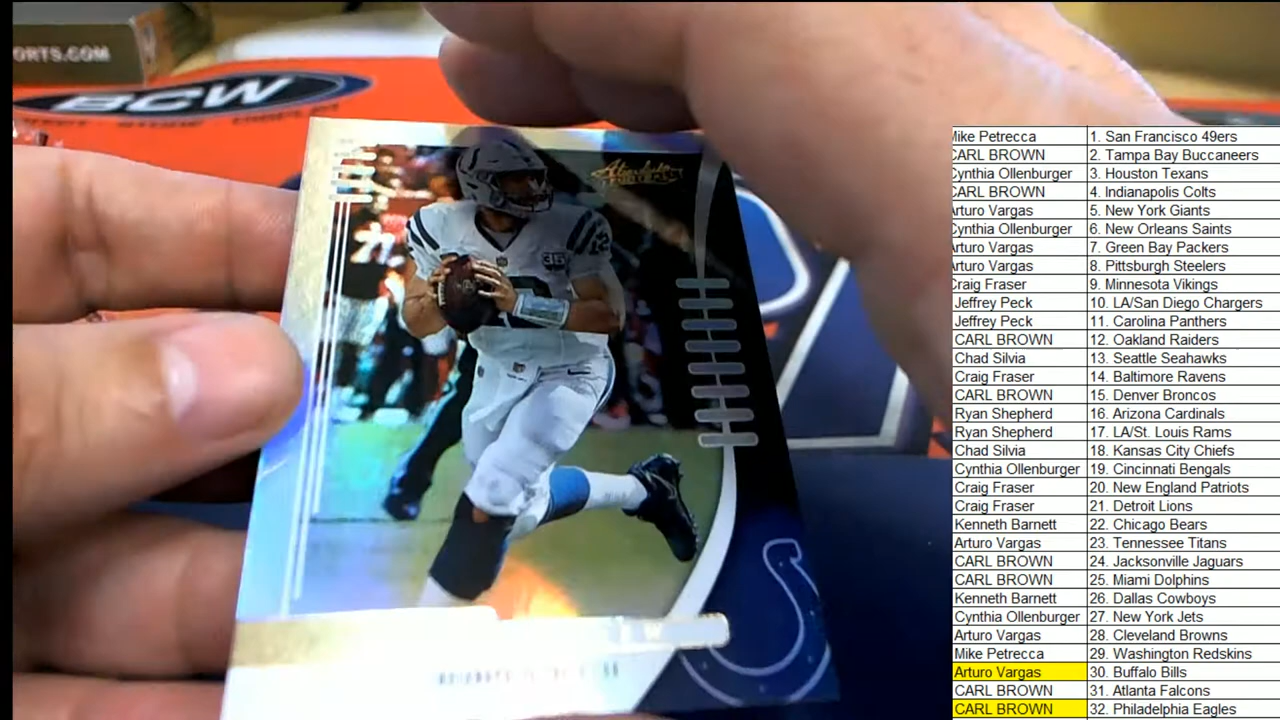 ORTS.COM
BCW
Absolute
12
Mike Petrecca 1. San Francisco 49ers
CARL BROWN 2. Tampa Bay Buccaneers
Cynthia Ollenburger 3. Houston Texans
CARL BROWN 4. Indianapolis Colts
Arturo Vargas 5. New York Giants
Cynthia Ollenburger 6. New Orleans Saints
Arturo Vargas 7. Green Bay Packers
Arturo Vargas 8. Pittsburgh Steelers
Craig Fraser 9. Minnesota Vikings
Jeffrey Peck 10. LA/San Diego Chargers
Jeffrey Peck 11. Carolina Panthers
CARL BROWN 12. Oakland Raiders
Chad Silvia 13. Seattle Seahawks
Craig Fraser 14. Baltimore Ravens
CARL BROWN 15. Denver Broncos
Ryan Shepherd 16. Arizona Cardinals
Ryan Shepherd 17. LA/St. Louis Rams
Chad Silvia 18. Kansas City Chiefs
Cynthia Ollenburger 19. Cincinnati Bengals
Craig Fraser 20. New England Patriots
Craig Fraser 21. Detroit Lions
Kenneth Barnett 22. Chicago Bears
Arturo Vargas 23. Tennessee Titans
CARL BROWN 24. Jacksonville Jaguars
CARL BROWN 25. Miami Dolphins
Kenneth Barnett 26. Dallas Cowboys
Cynthia Ollenburger 27. New York Jets
Arturo Vargas 28. Cleveland Browns
Mike Petrecca 29. Washington Redskins
Arturo Vargas 30. Buffalo Bills
CARL BROWN 31. Atlanta Falcons
CARL BROWN 32. Philadelphia Eagles